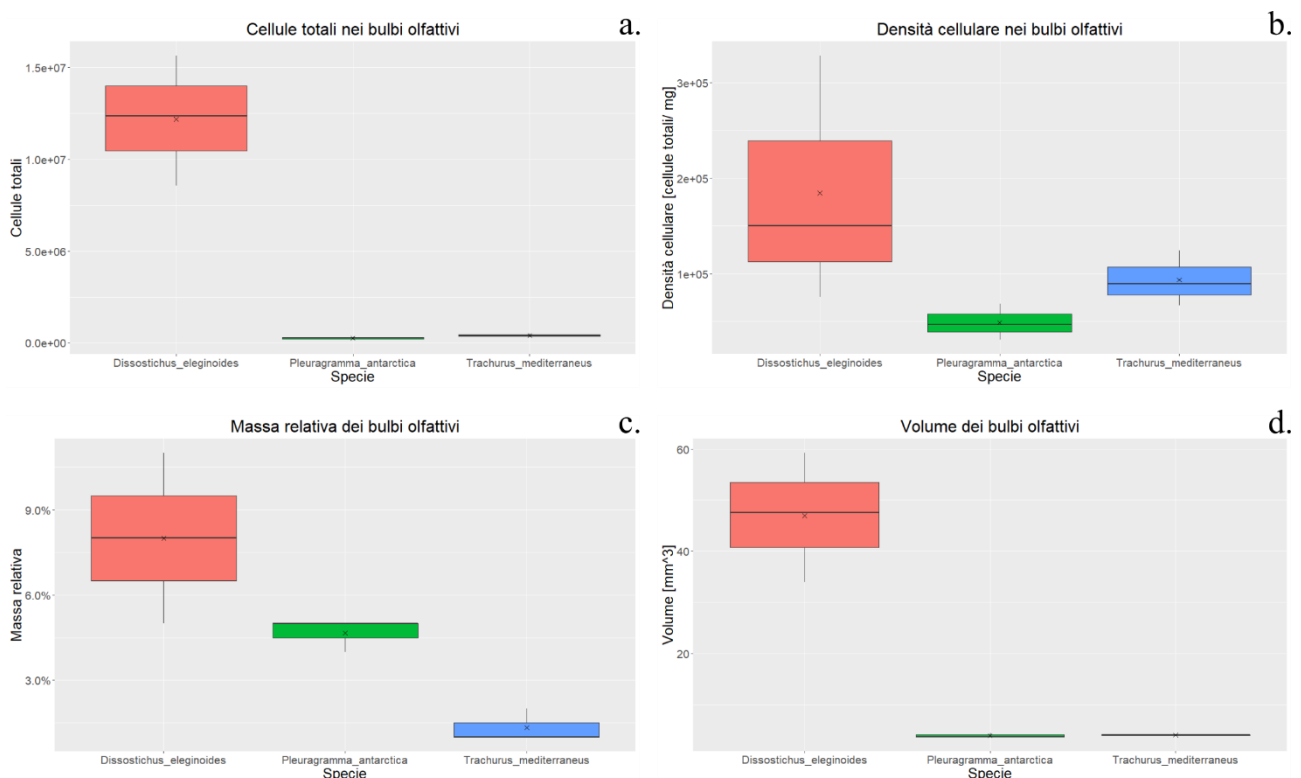 Cellule totali nei bulbi olfattivi
a.
Cellule totali
1.5e+07
1.0e+07
5.0e+06
0.0e+00
Dissostichus_eleginoides
Pleuragramma_antarctica
Trachurus_mediterraneus
Specie
Densità cellulare nei bulbi olfattivi
b.
Densità cellulare [cellule totali/ mg]
3e+05
2e+05
1e+05
Dissostichus_eleginoides
Pleuragramma_antarctica
Trachurus_mediterraneus
Specie
Massa relativa dei bulbi olfattivi
c.
Massa relativa
9.0%
6.0%
3.0%
Dissostichus_eleginoides
Pleuragramma_antarctica
Trachurus_mediterraneus
Specie
Volume dei bulbi olfattivi
d.
Volume [mm^3]
60
40
20
Dissostichus_eleginoides
Pleuragramma_antarctica
Trachurus_mediterraneus
Specie